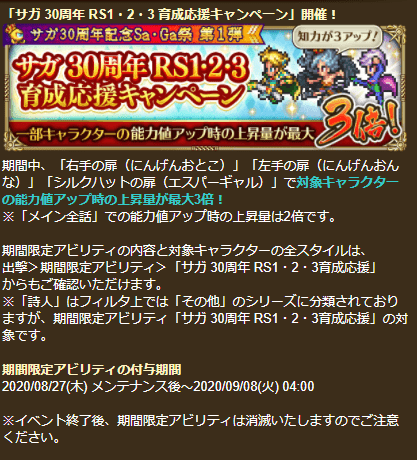 「サガ 30周年 RS1・2・3 育成応援キャンペーン」開催！
サガ30周年記念Sa・Ga祭 第1弾
知力が3アップ!
サガ 30周年 RS1・2・3
育成応援キャンペーン
一部キャラクターの能力値アップ時の上昇量が最大
3倍!
期間中、「右手の扉（にんげんおとこ）」「左手の扉（にんげんおん
な）」「シルクハットの扉（エスパーギャル）」で対象キャラクター
の能力値アップ時の上昇量が最大3倍！
※「メイン全話」での能力値アップ時の上昇量は2倍です。
期間限定アビリティの内容と対象キャラクターの全スタイルは、
出撃＞期間限定アビリティ＞「サガ 30周年 RS1・2・3育成応援」
からもご確認いただけます。
※「詩人」はフィルタ上では「その他」のシリーズに分類されており
ますが、期間限定アビリティ「サガ 30周年 RS1・2・3育成応援」の対
象です。
期間限定アビリティの付与期間
2020/08/27(木) メンテナンス後～2020/09/08(火) 04:00
※イベント終了後、期間限定アビリティは消滅いたしますのでご注意
ください。